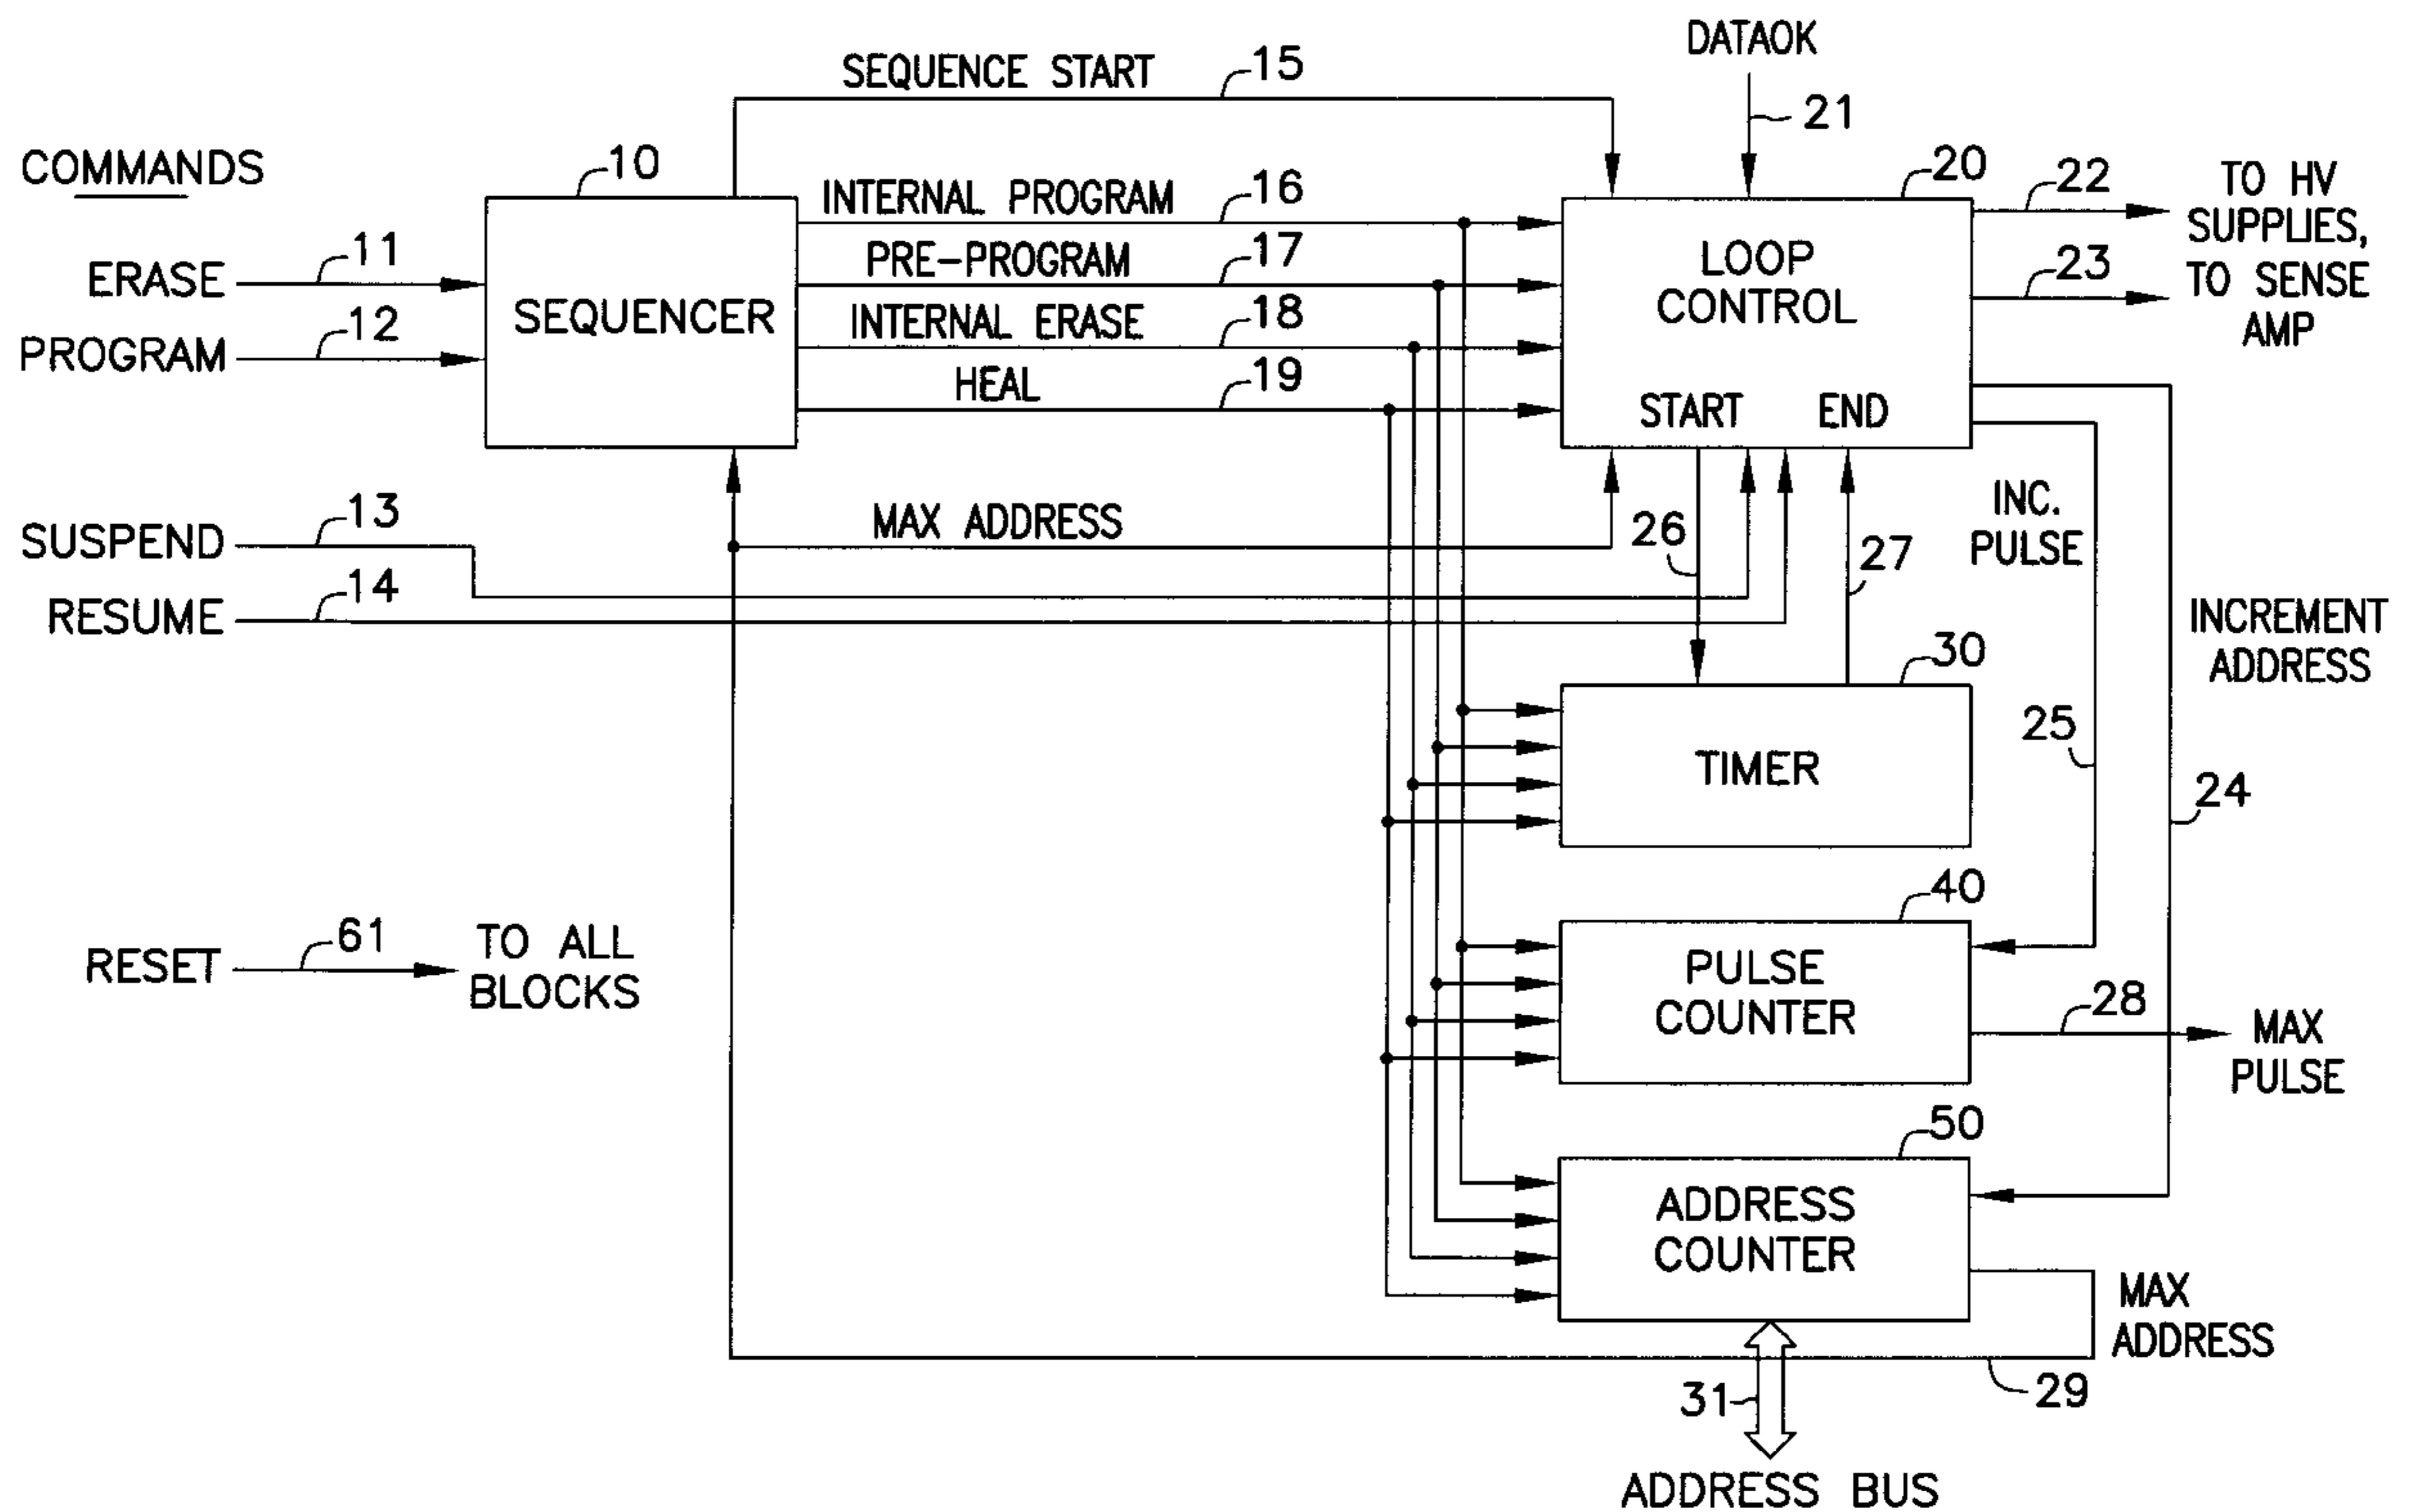 DATAOK
SEQUENCE START
15
21
COMMANDS
10
INTERNAL PROGRAM
16
20
22
TO HV
SUPPLIES,
TO SENSE
AMP
ERASE
11
PRE-PROGRAM
17
LOOP
CONTROL
23
SEQUENCER
INTERNAL ERASE
18
PROGRAM
12
HEAL
19
START
END
SUSPEND
13
MAX ADDRESS
26
27
INC.
PULSE
RESUME
14
INCREMENT
ADDRESS
30
TIMER
25
24
40
RESET
61
TO ALL
BLOCKS
PULSE
COUNTER
28
MAX
PULSE
50
ADDRESS
COUNTER
MAX
ADDRESS
31
29
ADDRESS BUS